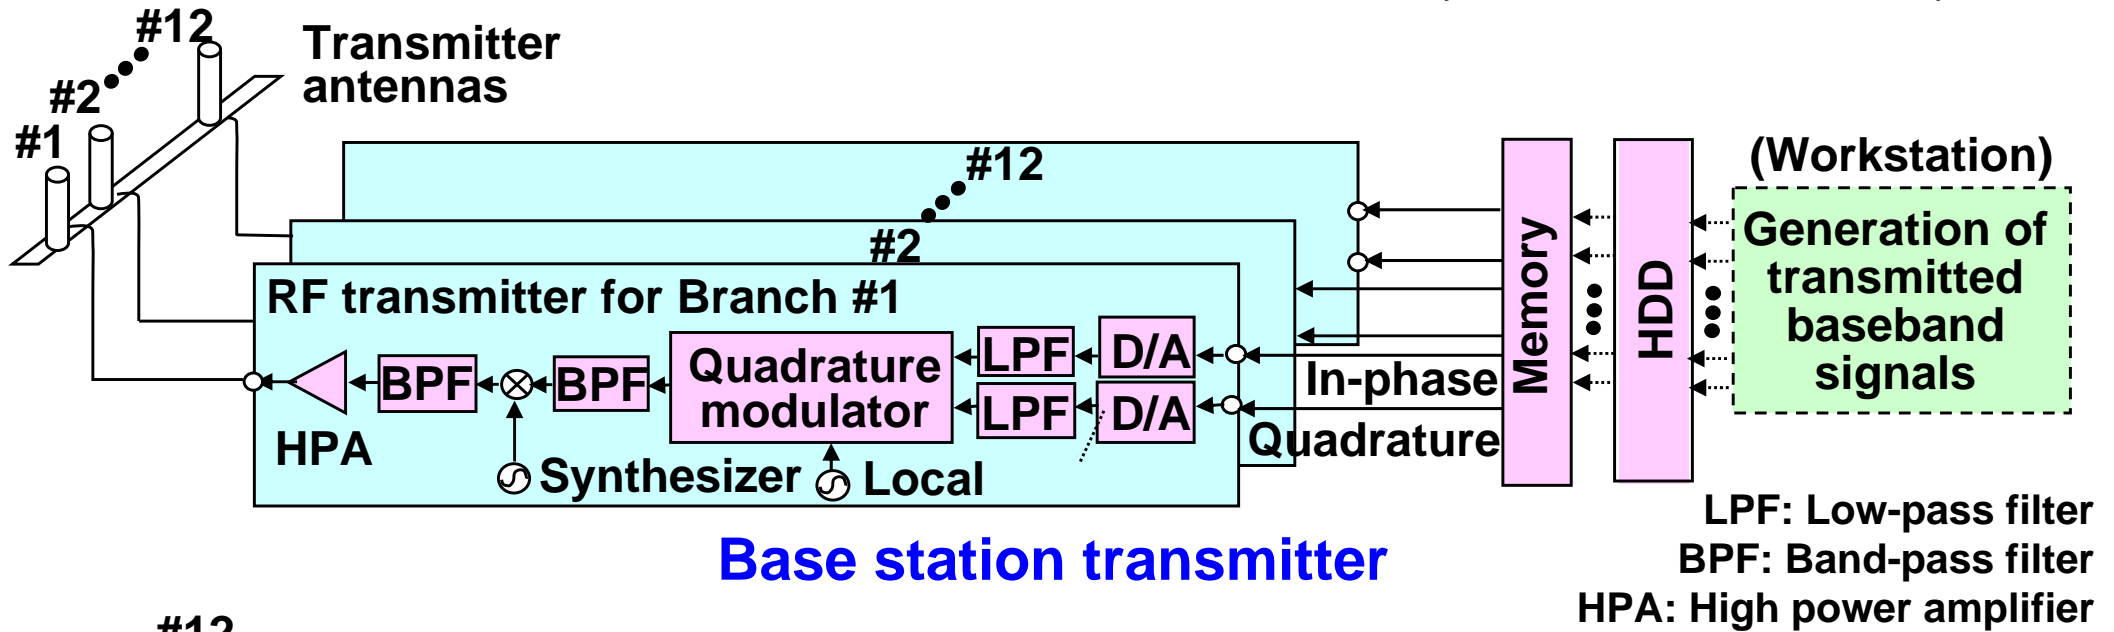 #12
#2
#1
Transmitter
antennas
#12
#2
RF transmitter for Branch #1
BPF
BPF
Quadrature
modulator
LPF
D/A
LPF
D/A
HPA
Synthesizer
Local
In-phase
Quadrature
Memory
HDD
(Workstation)
Generation of
transmitted
baseband
signals
Base station transmitter
LPF: Low-pass filter
BPF: Band-pass filter
HPA: High power amplifier
#12